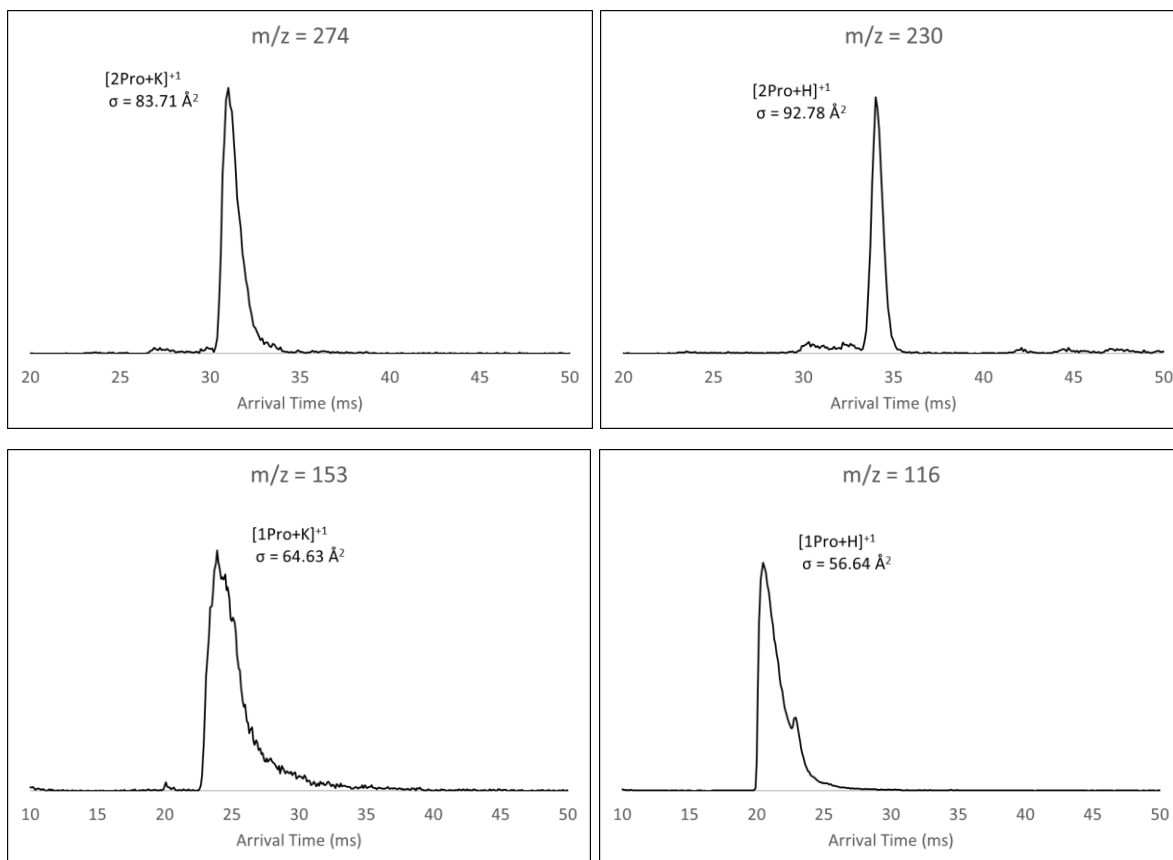 m/z = 274
[2Pro+K]⁺¹
σ = 83.71 Å²
20 25 30 35 40 45 50
Arrival Time (ms)
m/z = 230
[2Pro+H]⁺¹
σ = 92.78 Å²
20 25 30 35 40 45 50
Arrival Time (ms)
m/z = 153
[1Pro+K]⁺¹
σ = 64.63 Å²
10 15 20 25 30 35 40 45 50
Arrival Time (ms)
m/z = 116
[1Pro+H]⁺¹
σ = 56.64 Å²
10 15 20 25 30 35 40 45 50
Arrival Time (ms)